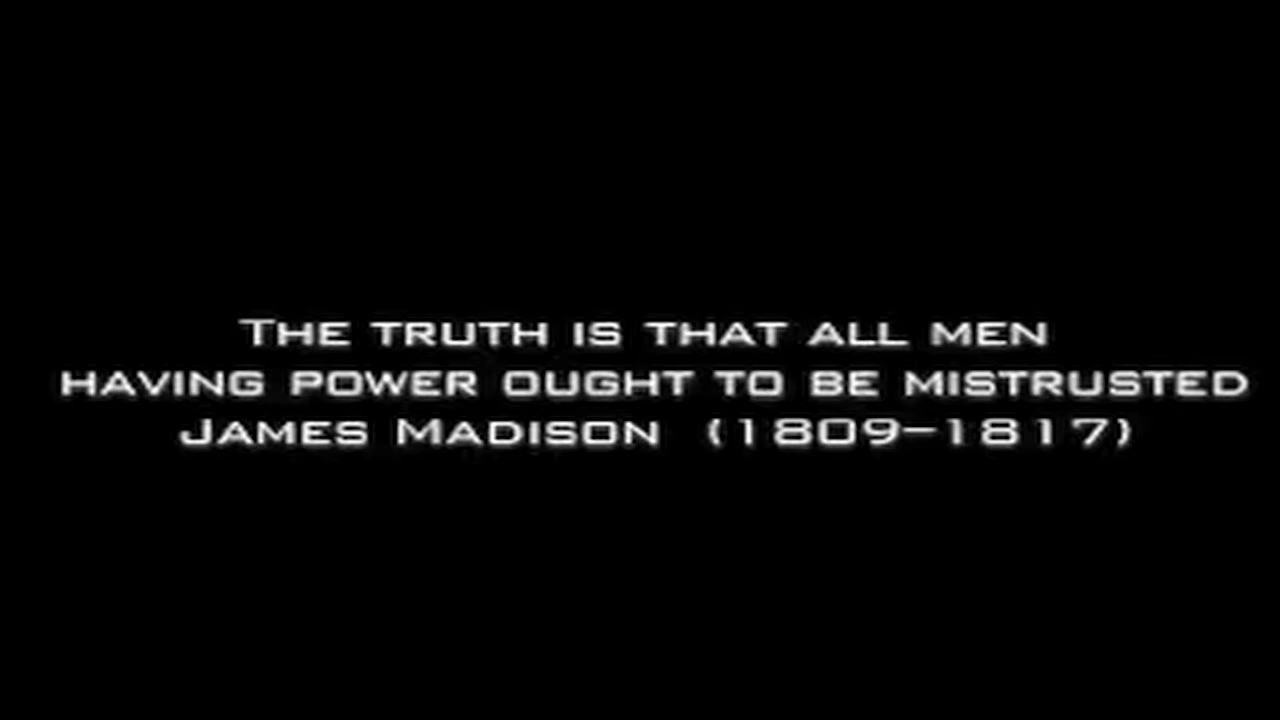 The truth is that all men
having power ought to be mistrusted
James Madison (1809–1817)